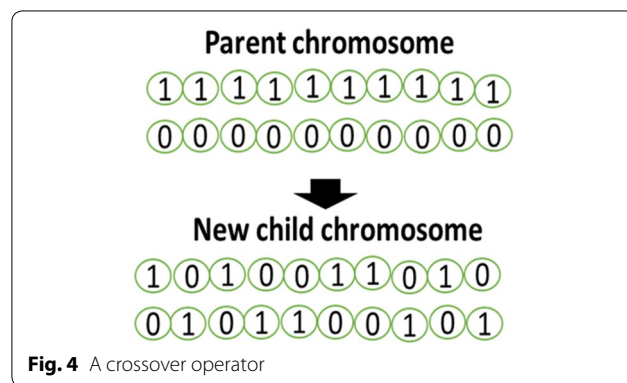 Parent chromosome
1 1 1 1 1 1 1 1 1 1
0 0 0 0 0 0 0 0 0 0
New child chromosome
1 0 1 0 0 1 1 0 1 0
0 1 0 1 1 0 0 1 0 1
Fig. 4 A crossover operator